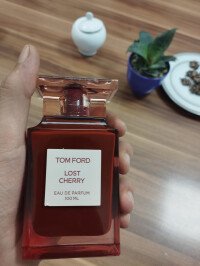 TOM FORD
LOST
CHERRY
EAU DE PARFUM
100 ML